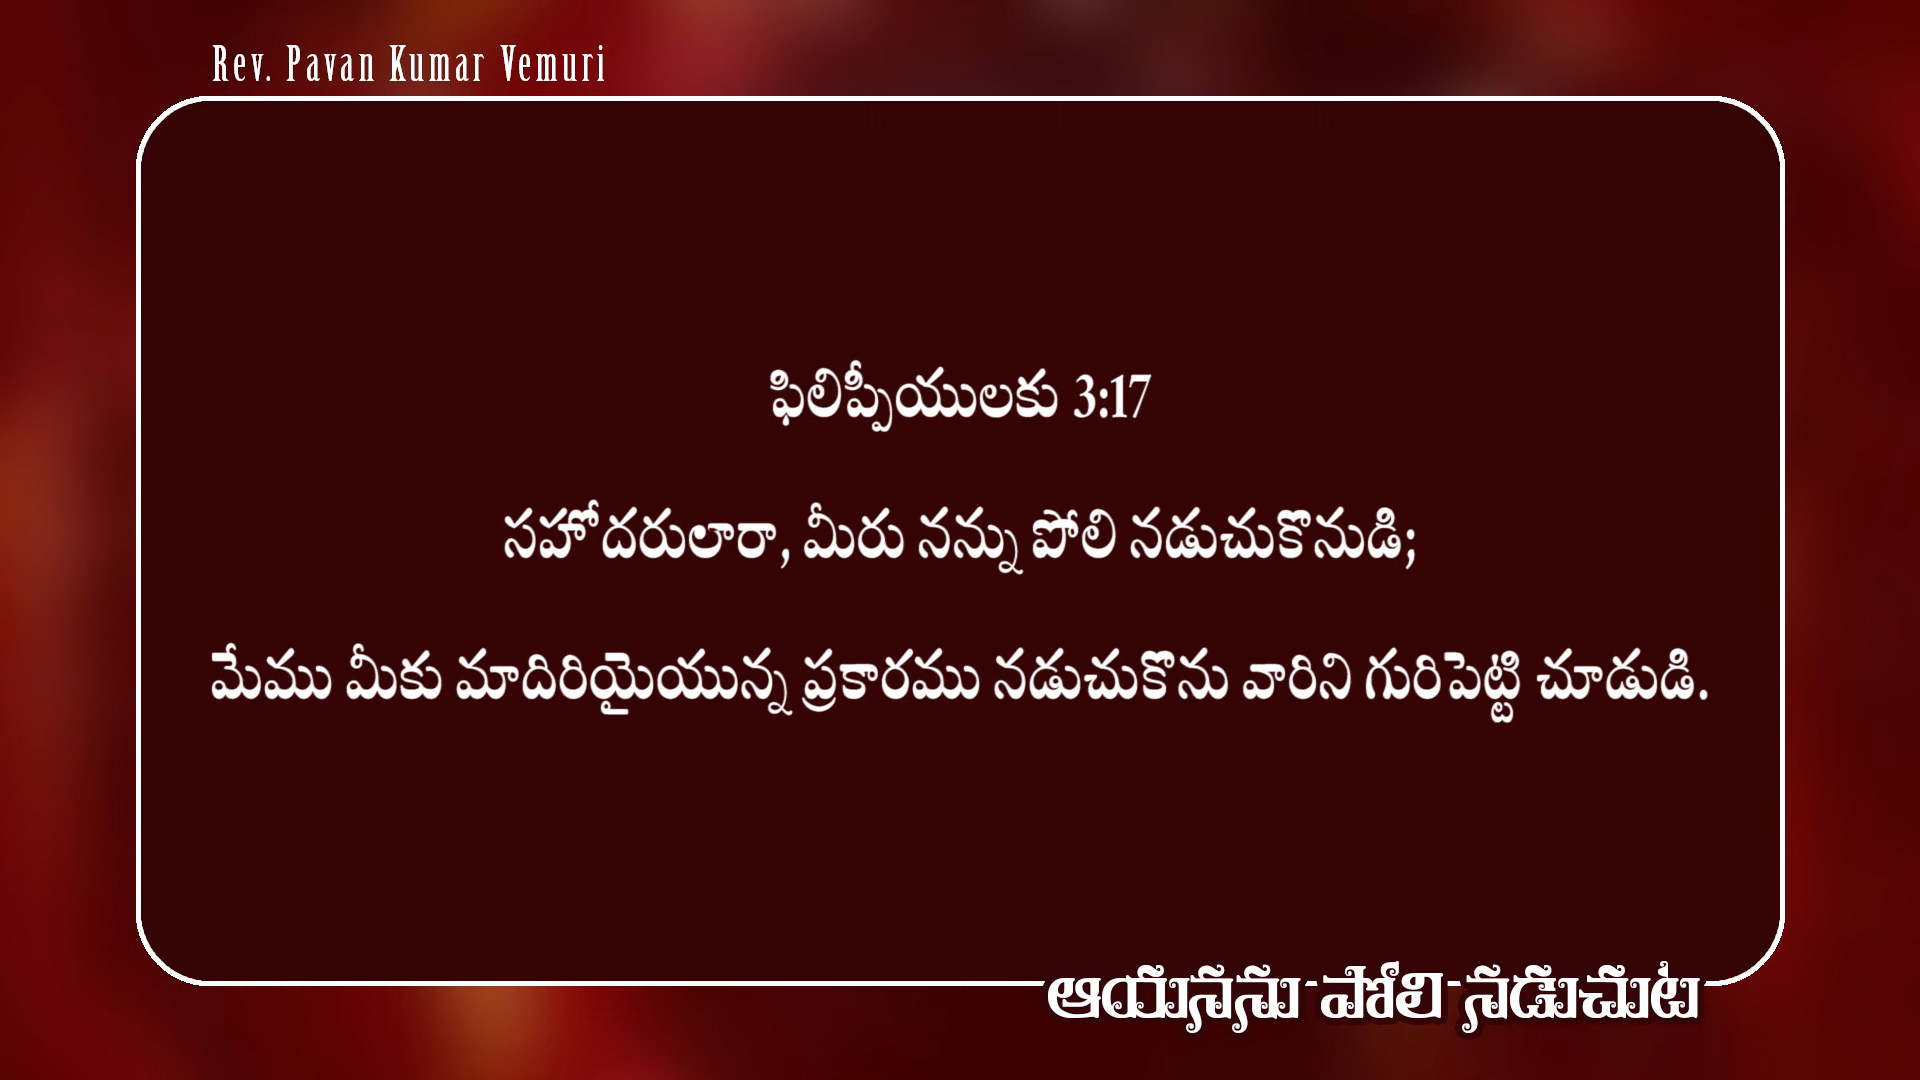 Rev. Pavan Kumar Vemuri
ఫిలిప్పీయులకు 3:17
సహోదరులారా, మీరు నన్ను పోలి నడుచుకొనుడి;
మేము మీకు మాదిరియైయున్న ప్రకారము నడుచుకొను వారిని గురిపెట్టి చూడుడి.
ఆయనను పోలి నడుచుట